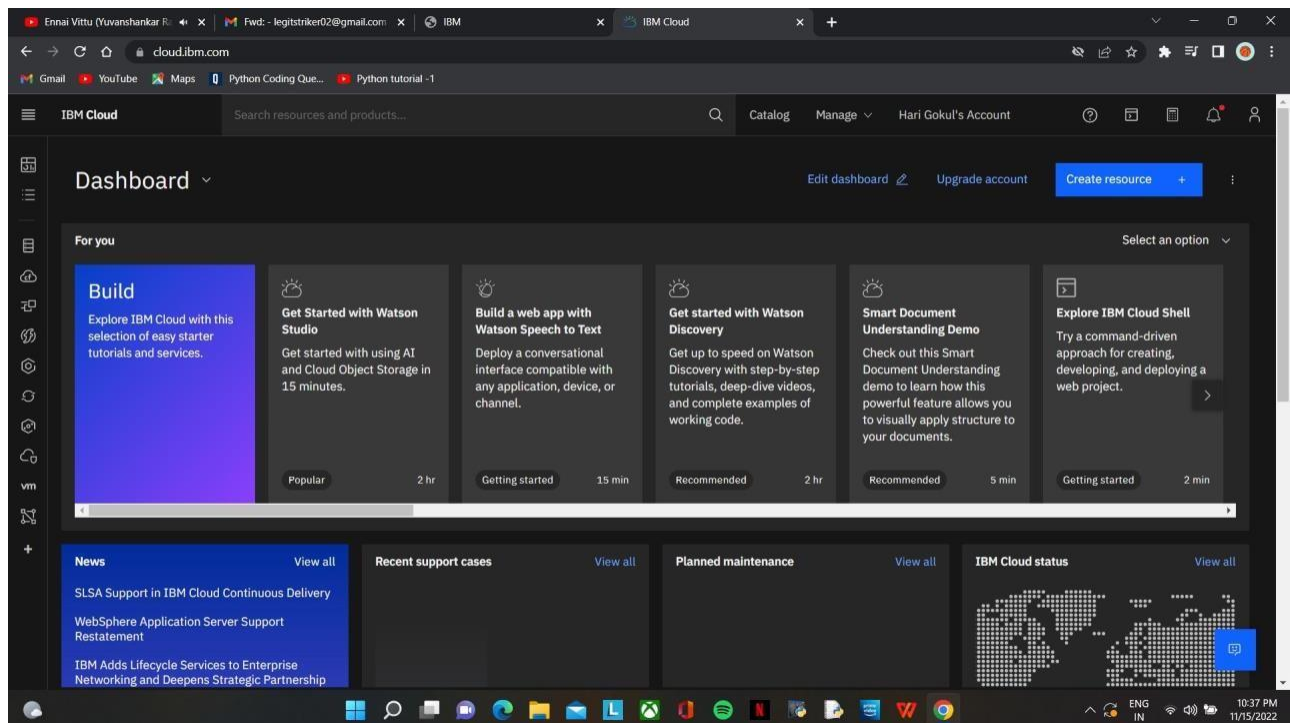 Ennai Vittu (Yuvanshankar Ra
Fwd: - legitstriker02@gmail.com
IBM
IBM Cloud
cloud.ibm.com
Gmail YouTube Maps Python Coding Que... Python tutorial -1
IBM Cloud Search resources and products... Catalog Manage Hari Gokul's Account
Dashboard
Edit dashboard Upgrade account Create resource +
For you
Select an option
Build
Explore IBM Cloud with this
selection of easy starter
tutorials and services.
Get Started with Watson
Studio
Get started with using AI
and Cloud Object Storage in
15 minutes.
Popular 2 hr
Build a web app with
Watson Speech to Text
Deploy a conversational
interface compatible with
any application, device, or
channel.
Getting started 15 min
Get started with Watson
Discovery
Get up to speed on Watson
Discovery with step-by-step
tutorials, deep-dive videos,
and complete examples of
working code.
Recommended 2 hr
Smart Document
Understanding Demo
Check out this Smart
Document Understanding
demo to learn how this
powerful feature allows you
to visually apply structure to
your documents.
Recommended 5 min
Explore IBM Cloud Shell
Try a command-driven
approach for creating,
developing, and deploying a
web project.
Getting started 2 min
vm
News View all
SLSA Support in IBM Cloud Continuous Delivery
WebSphere Application Server Support
Restatement
IBM Adds Lifecycle Services to Enterprise
Networking and Deepens Strategic Partnership
Recent support cases View all
Planned maintenance View all
IBM Cloud status View all
ENG
IN
10:37 PM
11/15/2022